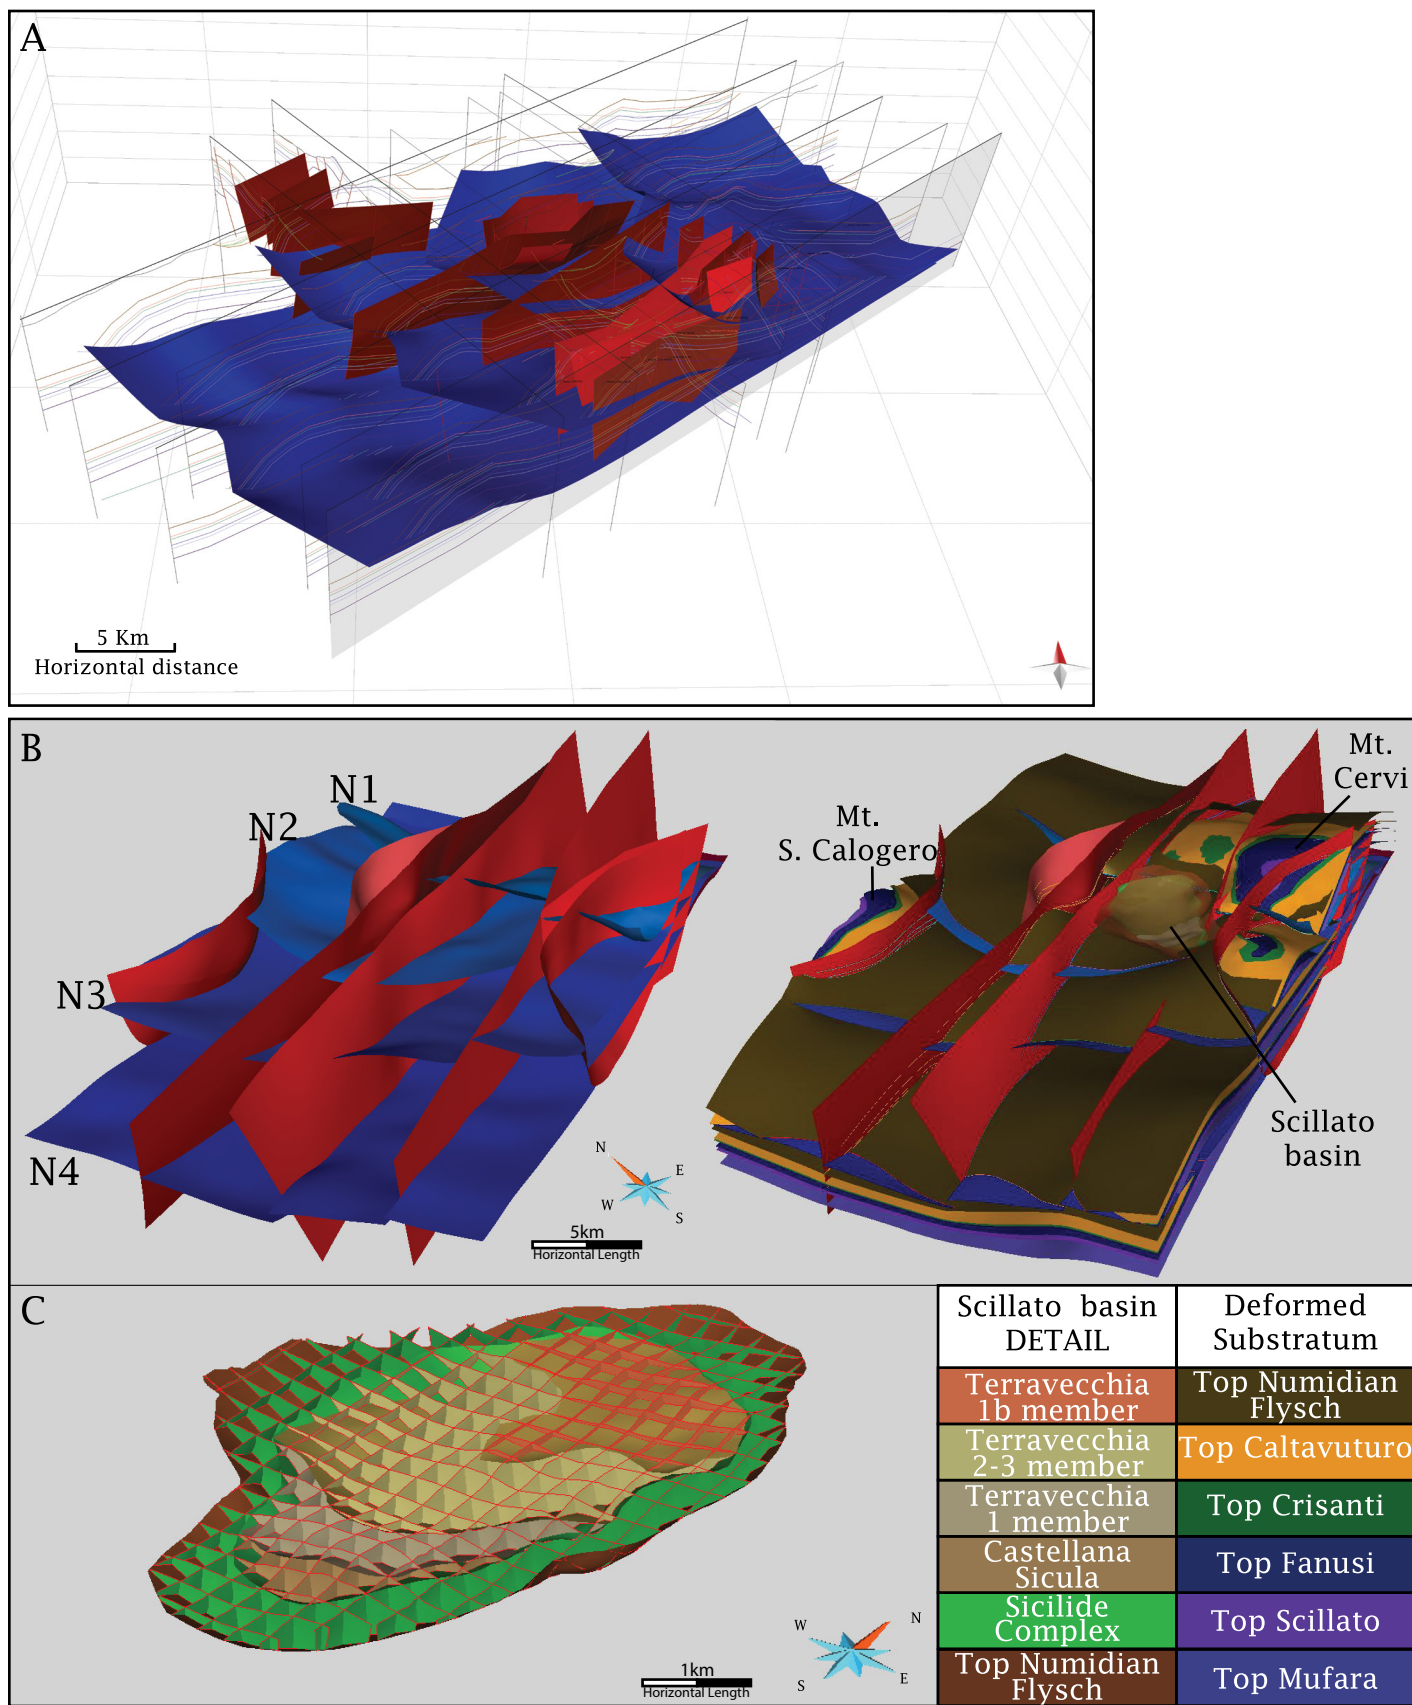 A
5 Km
Horizontal distance
B
N1
N2
N3
N4
N
E
W
S
5km
Horizontal Length
Mt.
S. Calogero
Mt.
Cervi
Scillato
basin
C
W
N
S
E
1km
Horizontal Length
Scillato basin
DETAIL
Deformed
Substratum
Terravecchia
1b member
Top Numidian
Flysch
Terravecchia
2-3 member
Top Caltavuturo
Terravecchia
1 member
Top Crisanti
Castellana
Sicula
Top Fanusi
Sicilide
Complex
Top Scillato
Top Numidian
Flysch
Top Mufara